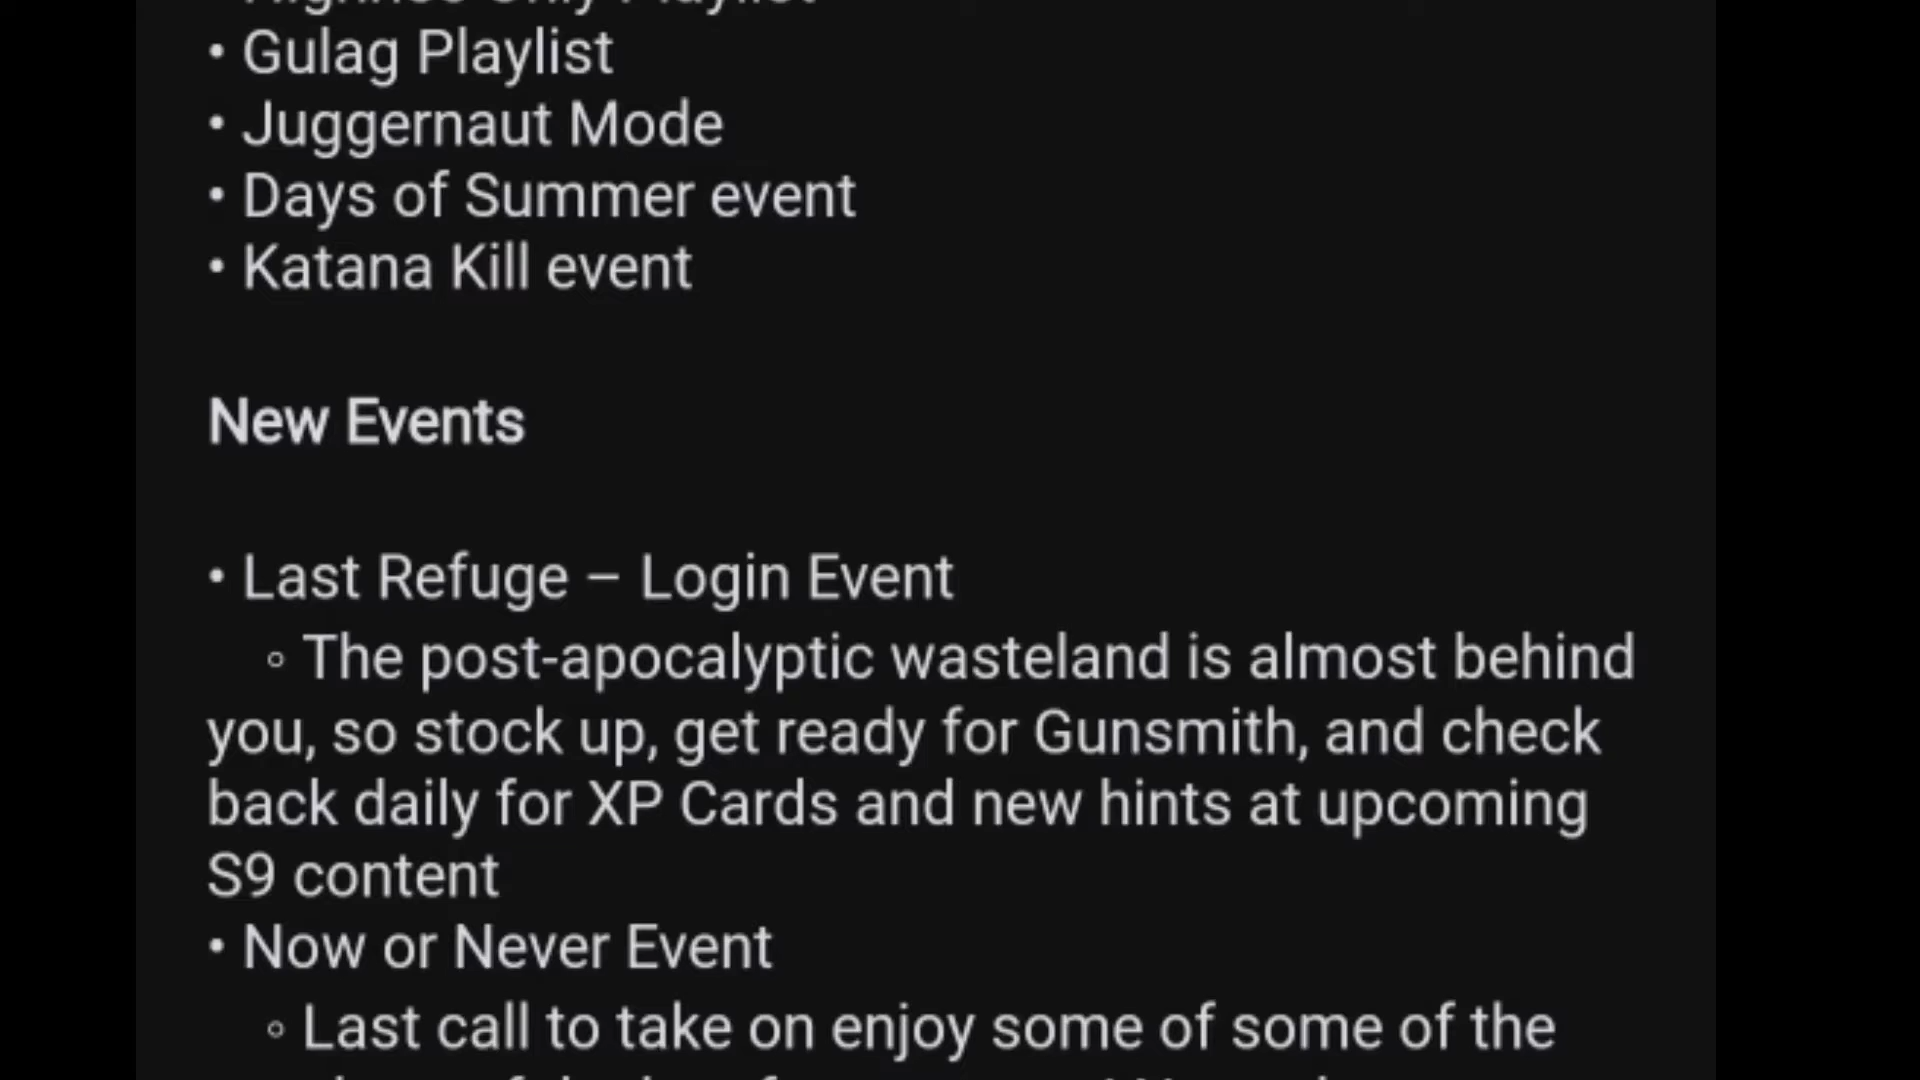 Only Playlist
• Gulag Playlist
• Juggernaut Mode
• Days of Summer event
• Katana Kill event
New Events
• Last Refuge – Login Event
◦ The post-apocalyptic wasteland is almost behind
you, so stock up, get ready for Gunsmith, and check
back daily for XP Cards and new hints at upcoming
S9 content
• Now or Never Event
◦ Last call to take on enjoy some of some of the